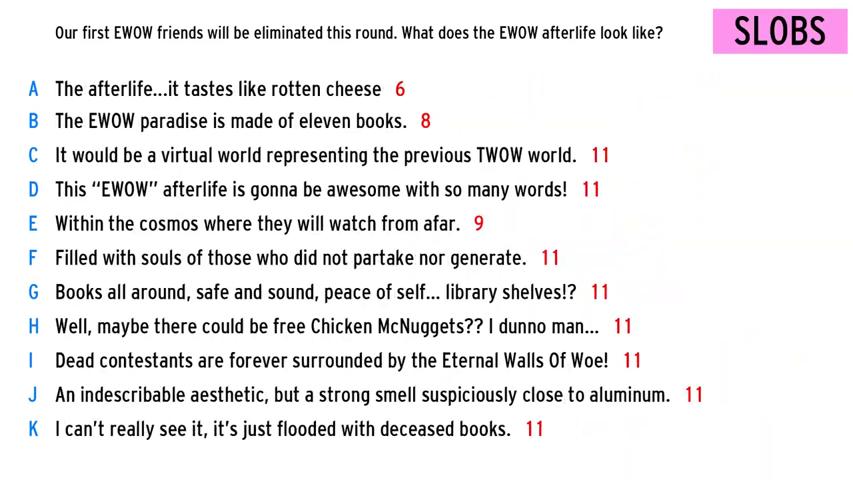 Our first EWOW friends will be eliminated this round. What does the EWOW afterlife look like?
SLOBS
A The afterlife...it tastes like rotten cheese 6
B The EWOW paradise is made of eleven books. 8
C It would be a virtual world representing the previous TWOW world. 11
D This “EWOW” afterlife is gonna be awesome with so many words! 11
E Within the cosmos where they will watch from afar. 9
F Filled with souls of those who did not partake nor generate. 11
G Books all around, safe and sound, peace of self... library shelves!? 11
H Well, maybe there could be free Chicken McNuggets?? I dunno man... 11
I Dead contestants are forever surrounded by the Eternal Walls Of Woe! 11
J An indescribable aesthetic, but a strong smell suspiciously close to aluminum. 11
K I can’t really see it, it’s just flooded with deceased books. 11